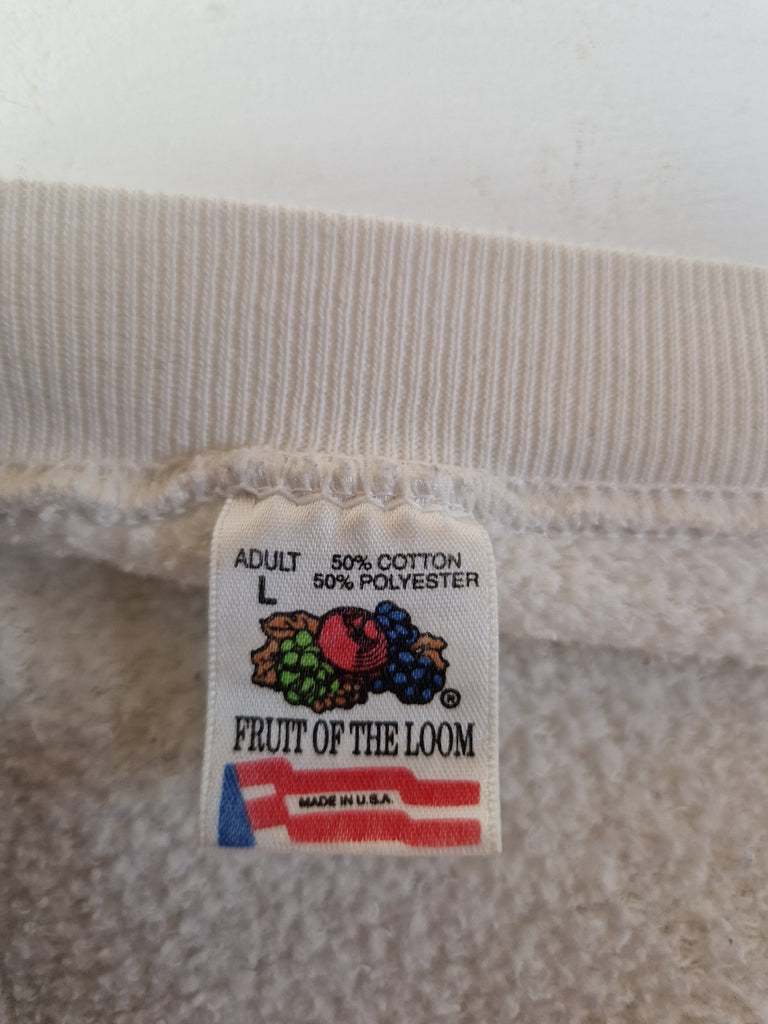 ADULT 50% COTTON
L 50% POLYESTER
®
FRUIT OF THE LOOM
MADE IN U.S.A.